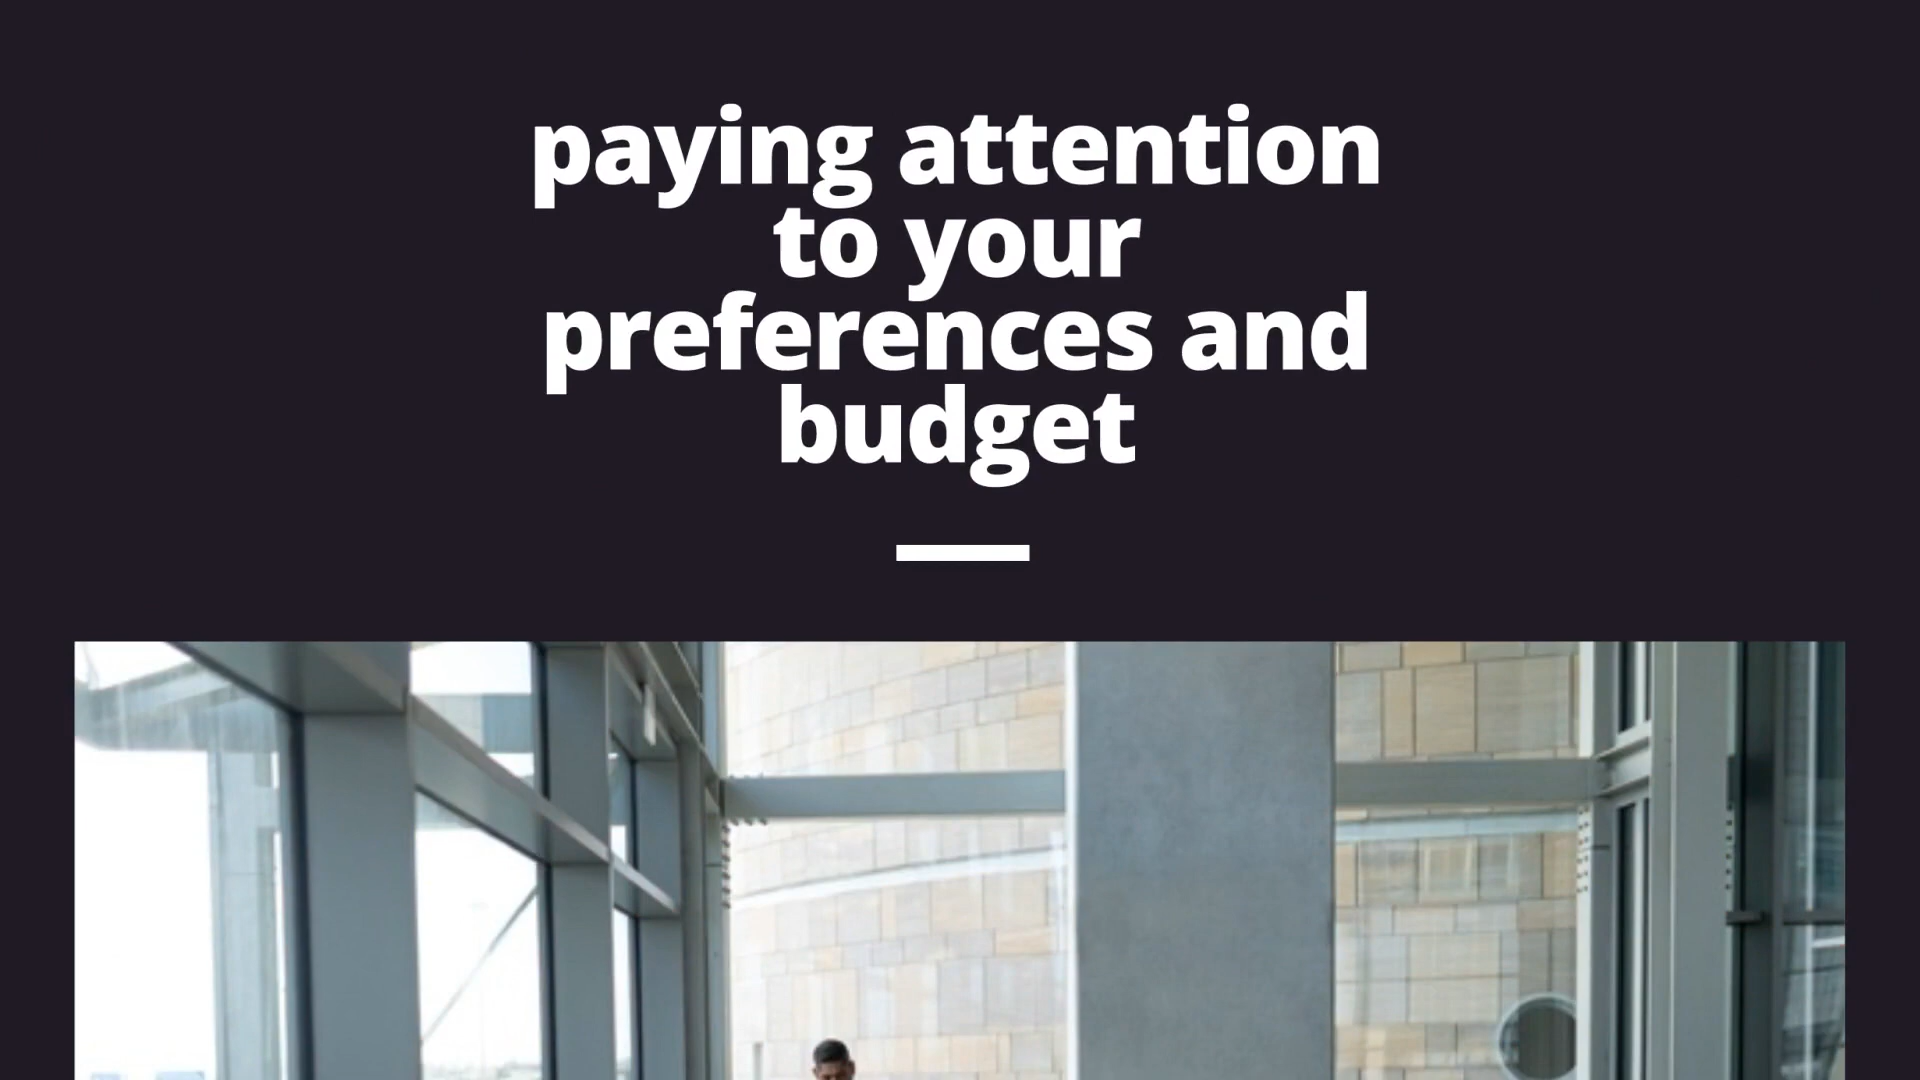 paying attention
to your
preferences and
budget